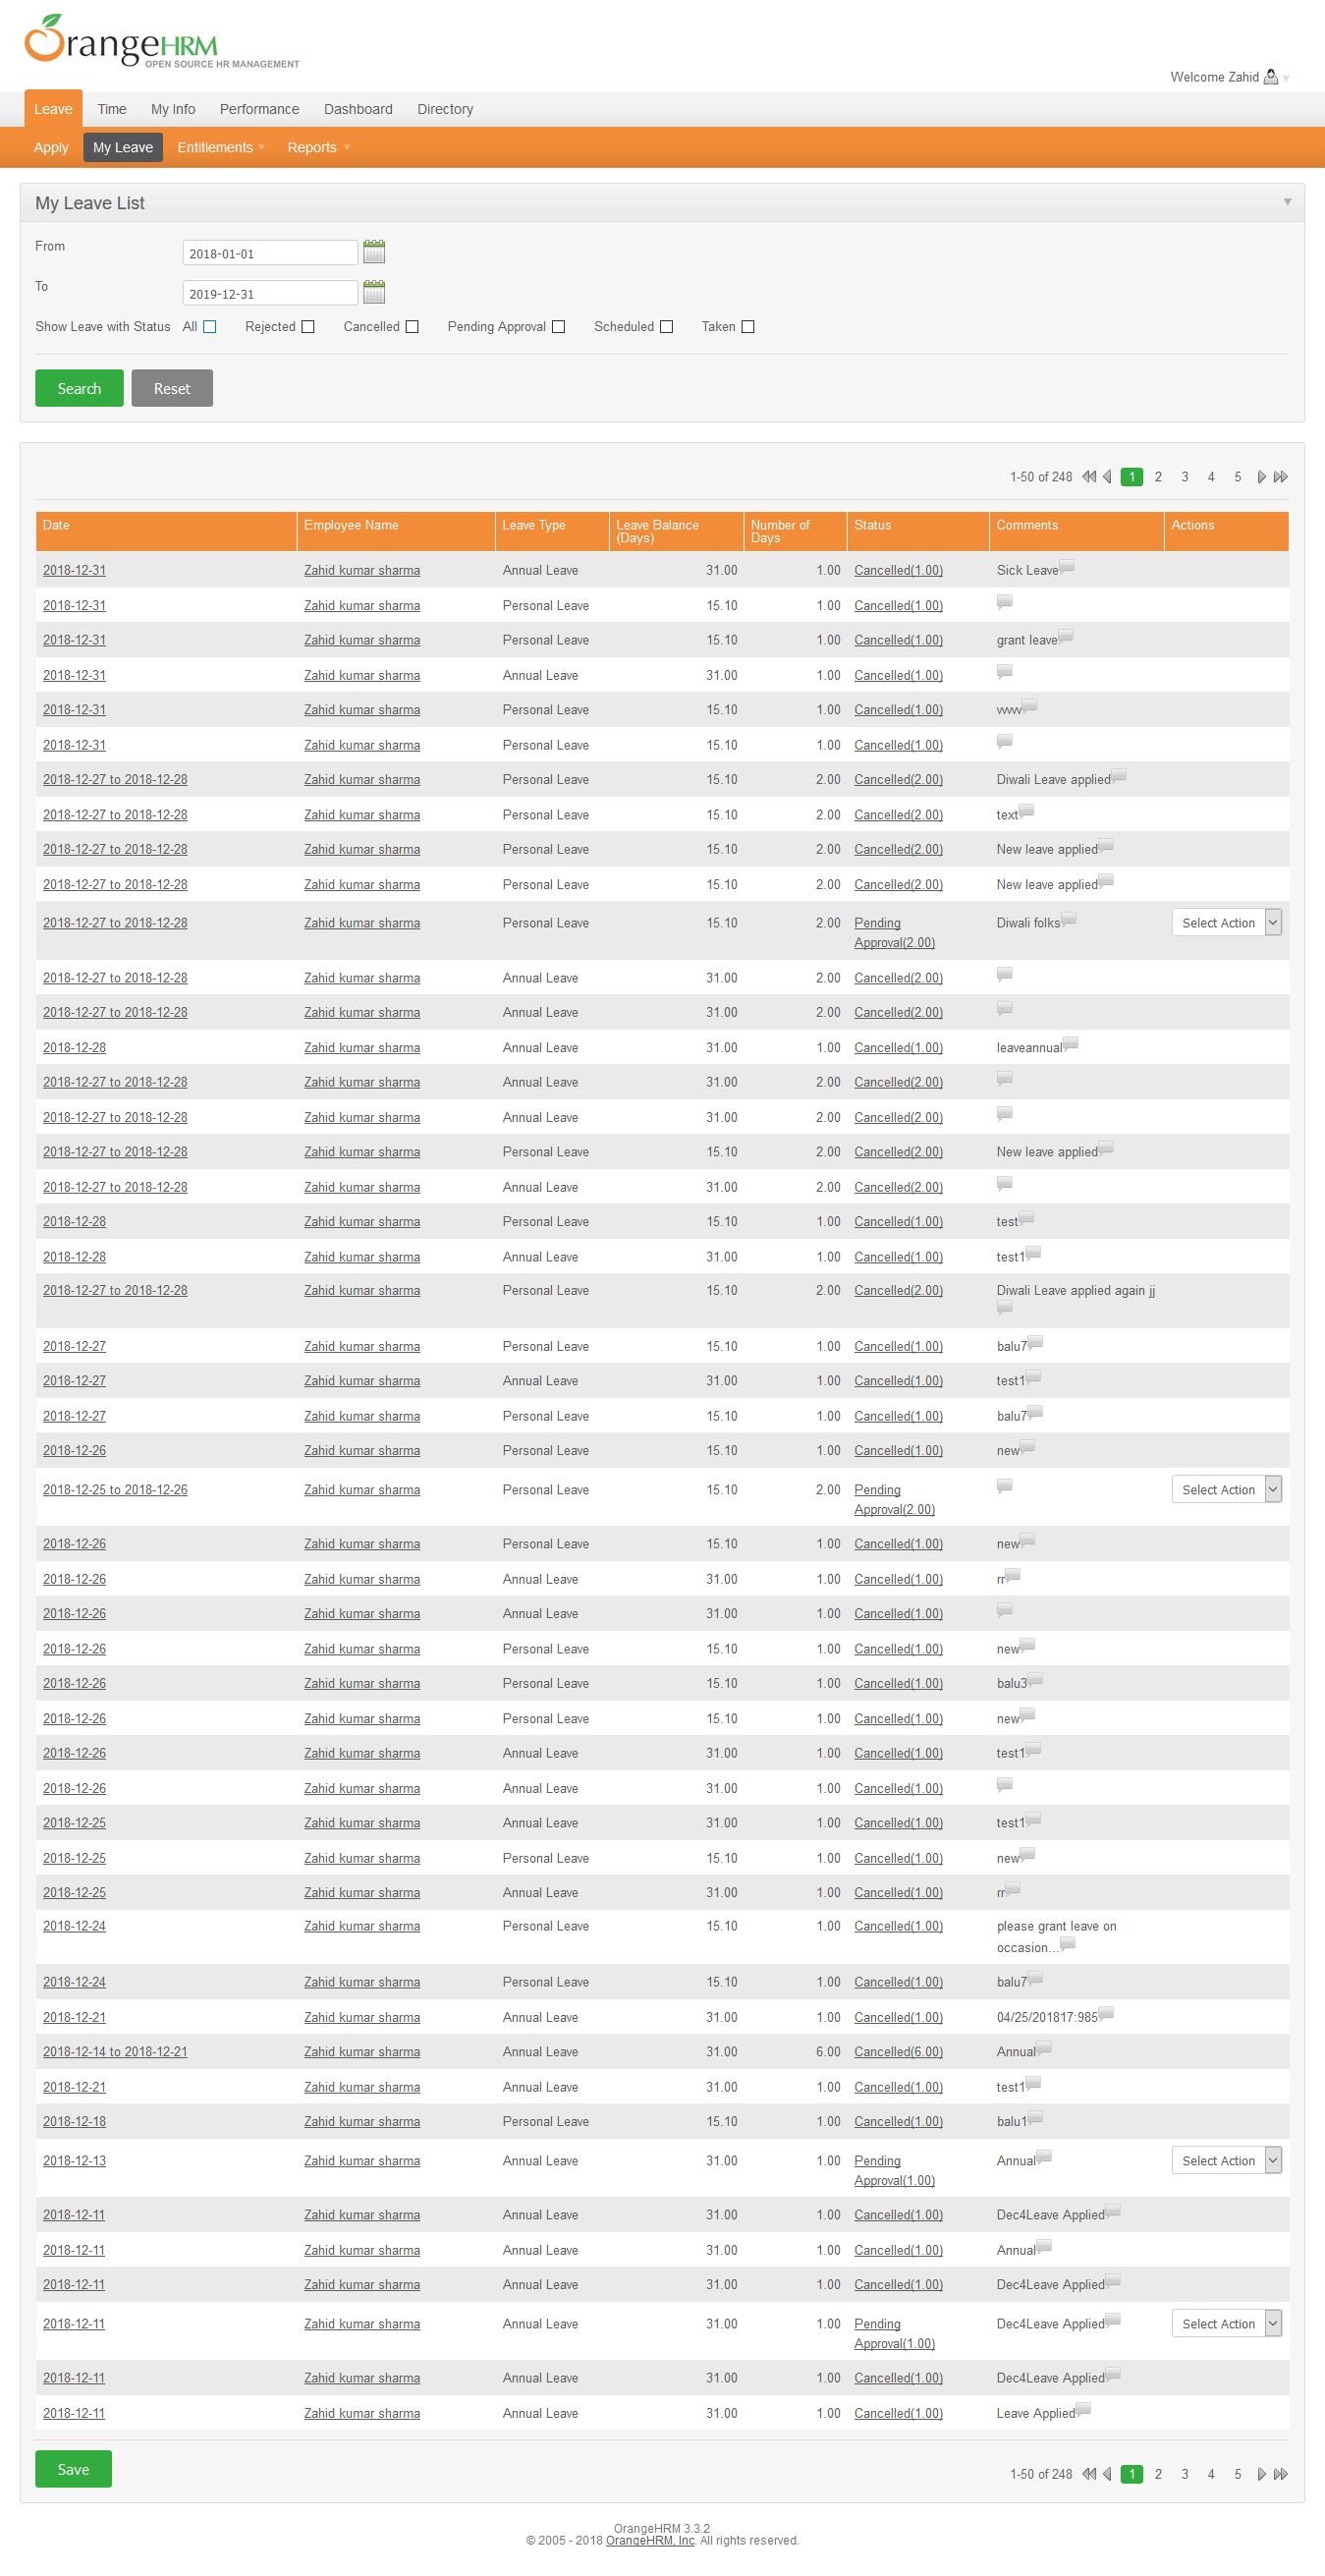 OrangeHRM
OPEN SOURCE HR MANAGEMENT
Welcome Zahid
Leave Time My Info Performance Dashboard Directory
Apply My Leave Entitlements Reports
My Leave List
From 2018-01-01
To 2019-12-31
Show Leave with Status All Rejected Cancelled Pending Approval Scheduled Taken
Search Reset
1-50 of 248 1 2 3 4 5
Date Employee Name Leave Type Leave Balance (Days) Number of Days Status Comments Actions
2018-12-31 Zahid kumar sharma Annual Leave 31.00 1.00 Cancelled(1.00) Sick Leave
2018-12-31 Zahid kumar sharma Personal Leave 15.10 1.00 Cancelled(1.00)
2018-12-31 Zahid kumar sharma Personal Leave 15.10 1.00 Cancelled(1.00) grant leave
2018-12-31 Zahid kumar sharma Annual Leave 31.00 1.00 Cancelled(1.00)
2018-12-31 Zahid kumar sharma Personal Leave 15.10 1.00 Cancelled(1.00)
2018-12-31 Zahid kumar sharma Personal Leave 15.10 1.00 Cancelled(1.00)
2018-12-27 to 2018-12-28 Zahid kumar sharma Personal Leave 15.10 2.00 Cancelled(2.00) Diwali Leave applied
2018-12-27 to 2018-12-28 Zahid kumar sharma Personal Leave 15.10 2.00 Cancelled(2.00) text
2018-12-27 to 2018-12-28 Zahid kumar sharma Personal Leave 15.10 2.00 Cancelled(2.00) New leave applied
2018-12-27 to 2018-12-28 Zahid kumar sharma Personal Leave 15.10 2.00 Cancelled(2.00) New leave applied
2018-12-27 to 2018-12-28 Zahid kumar sharma Personal Leave 15.10 2.00 Pending Approval(2.00) Diwali folks Select Action
2018-12-27 to 2018-12-28 Zahid kumar sharma Annual Leave 31.00 2.00 Cancelled(2.00)
2018-12-27 to 2018-12-28 Zahid kumar sharma Annual Leave 31.00 2.00 Cancelled(2.00)
2018-12-28 Zahid kumar sharma Annual Leave 31.00 1.00 Cancelled(1.00) leaveannual
2018-12-27 to 2018-12-28 Zahid kumar sharma Annual Leave 31.00 2.00 Cancelled(2.00)
2018-12-27 to 2018-12-28 Zahid kumar sharma Annual Leave 31.00 2.00 Cancelled(2.00)
2018-12-27 to 2018-12-28 Zahid kumar sharma Personal Leave 15.10 2.00 Cancelled(2.00) New leave applied
2018-12-27 to 2018-12-28 Zahid kumar sharma Annual Leave 31.00 2.00 Cancelled(2.00)
2018-12-28 Zahid kumar sharma Personal Leave 15.10 1.00 Cancelled(1.00) test
2018-12-28 Zahid kumar sharma Annual Leave 31.00 1.00 Cancelled(1.00) test1
2018-12-27 to 2018-12-28 Zahid kumar sharma Personal Leave 15.10 2.00 Cancelled(2.00) Diwali Leave applied again jj
2018-12-27 Zahid kumar sharma Personal Leave 15.10 1.00 Cancelled(1.00) balu7
2018-12-27 Zahid kumar sharma Annual Leave 31.00 1.00 Cancelled(1.00) test1
2018-12-27 Zahid kumar sharma Personal Leave 15.10 1.00 Cancelled(1.00) balu7
2018-12-26 Zahid kumar sharma Personal Leave 15.10 1.00 Cancelled(1.00) new
2018-12-25 to 2018-12-26 Zahid kumar sharma Personal Leave 15.10 2.00 Pending Approval(2.00) Select Action
2018-12-26 Zahid kumar sharma Personal Leave 15.10 1.00 Cancelled(1.00) new
2018-12-26 Zahid kumar sharma Annual Leave 31.00 1.00 Cancelled(1.00) rr
2018-12-26 Zahid kumar sharma Annual Leave 31.00 1.00 Cancelled(1.00)
2018-12-26 Zahid kumar sharma Personal Leave 15.10 1.00 Cancelled(1.00) new
2018-12-26 Zahid kumar sharma Personal Leave 15.10 1.00 Cancelled(1.00) balu3
2018-12-26 Zahid kumar sharma Personal Leave 15.10 1.00 Cancelled(1.00) new
2018-12-26 Zahid kumar sharma Annual Leave 31.00 1.00 Cancelled(1.00) test1
2018-12-26 Zahid kumar sharma Annual Leave 31.00 1.00 Cancelled(1.00)
2018-12-25 Zahid kumar sharma Annual Leave 31.00 1.00 Cancelled(1.00) test1
2018-12-25 Zahid kumar sharma Personal Leave 15.10 1.00 Cancelled(1.00) new
2018-12-25 Zahid kumar sharma Annual Leave 31.00 1.00 Cancelled(1.00) rr
2018-12-24 Zahid kumar sharma Personal Leave 15.10 1.00 Cancelled(1.00) please grant leave on occasion...
2018-12-24 Zahid kumar sharma Personal Leave 15.10 1.00 Cancelled(1.00) balu7
2018-12-21 Zahid kumar sharma Annual Leave 31.00 1.00 Cancelled(1.00) 04/25/201817:985
2018-12-14 to 2018-12-21 Zahid kumar sharma Annual Leave 31.00 6.00 Cancelled(6.00) Annual
2018-12-21 Zahid kumar sharma Annual Leave 31.00 1.00 Cancelled(1.00) test1
2018-12-18 Zahid kumar sharma Personal Leave 15.10 1.00 Cancelled(1.00) balu1
2018-12-13 Zahid kumar sharma Annual Leave 31.00 1.00 Pending Approval(1.00) Annual Select Action
2018-12-11 Zahid kumar sharma Annual Leave 31.00 1.00 Cancelled(1.00) Dec4Leave Applied
2018-12-11 Zahid kumar sharma Annual Leave 31.00 1.00 Cancelled(1.00) Annual
2018-12-11 Zahid kumar sharma Annual Leave 31.00 1.00 Cancelled(1.00) Dec4Leave Applied
2018-12-11 Zahid kumar sharma Annual Leave 31.00 1.00 Pending Approval(1.00) Dec4Leave Applied Select Action
2018-12-11 Zahid kumar sharma Annual Leave 31.00 1.00 Cancelled(1.00) Dec4Leave Applied
2018-12-11 Zahid kumar sharma Annual Leave 31.00 1.00 Cancelled(1.00) Leave Applied
Save 1-50 of 248 1 2 3 4 5
OrangeHRM 3.3.2
© 2005 - 2018 OrangeHRM, Inc. All rights reserved.